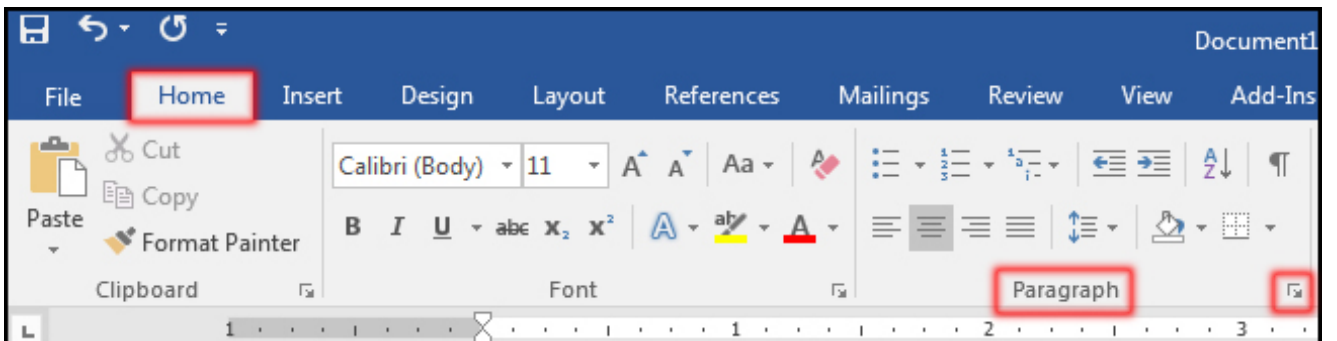 Document1
File Home Insert Design Layout References Mailings Review View Add-Ins
Cut
Copy
Paste
Format Painter
Clipboard
Calibri (Body) 11 A A Aa A
B I U abc X₂ X² A ab A
Font
A Z ¶
Paragraph
L 1 1 2 3